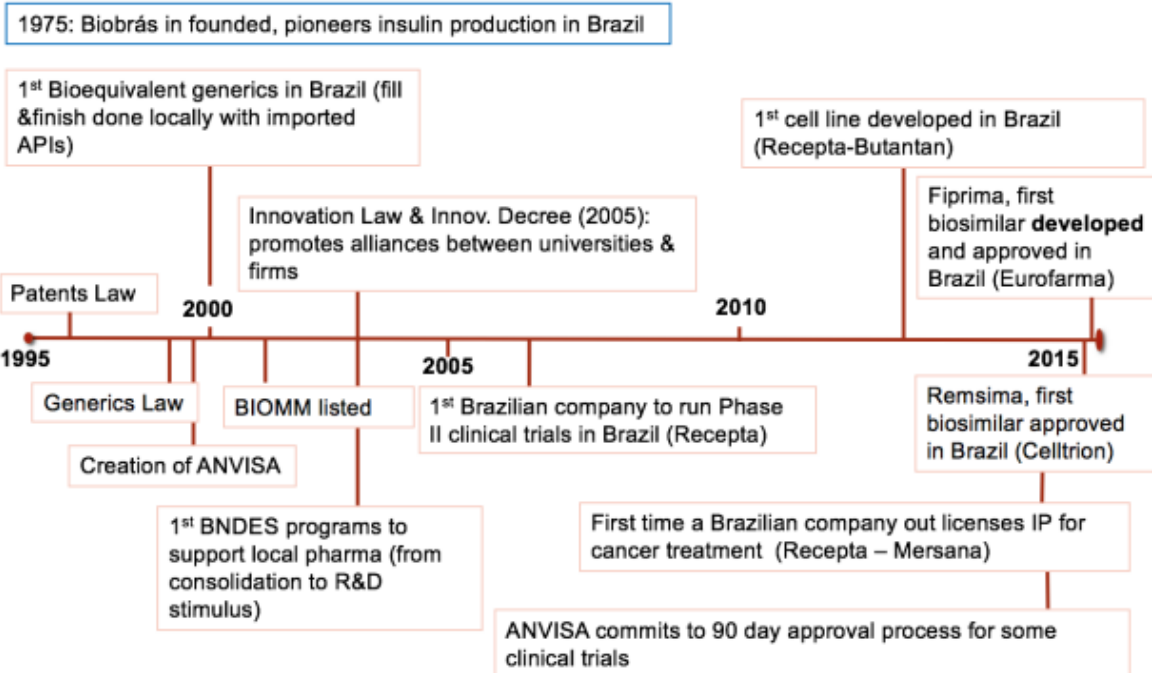 1975: Biobrás in founded, pioneers insulin production in Brazil
1st Bioequivalent generics in Brazil (fill
&finish done locally with imported
APIs)
1st cell line developed in Brazil
(Recepta-Butantan)
Innovation Law & Innov. Decree (2005):
promotes alliances between universities &
firms
Fiprima, first
biosimilar developed
and approved in
Brazil (Eurofarma)
Patents Law
2000
2010
1995
2005
2015
Generics Law
BIOMM listed
1st Brazilian company to run Phase
II clinical trials in Brazil (Recepta)
Remsima, first
biosimilar approved
in Brazil (Celltrion)
Creation of ANVISA
1st BNDES programs to
support local pharma (from
consolidation to R&D
stimulus)
First time a Brazilian company out licenses IP for
cancer treatment (Recepta – Mersana)
ANVISA commits to 90 day approval process for some
clinical trials